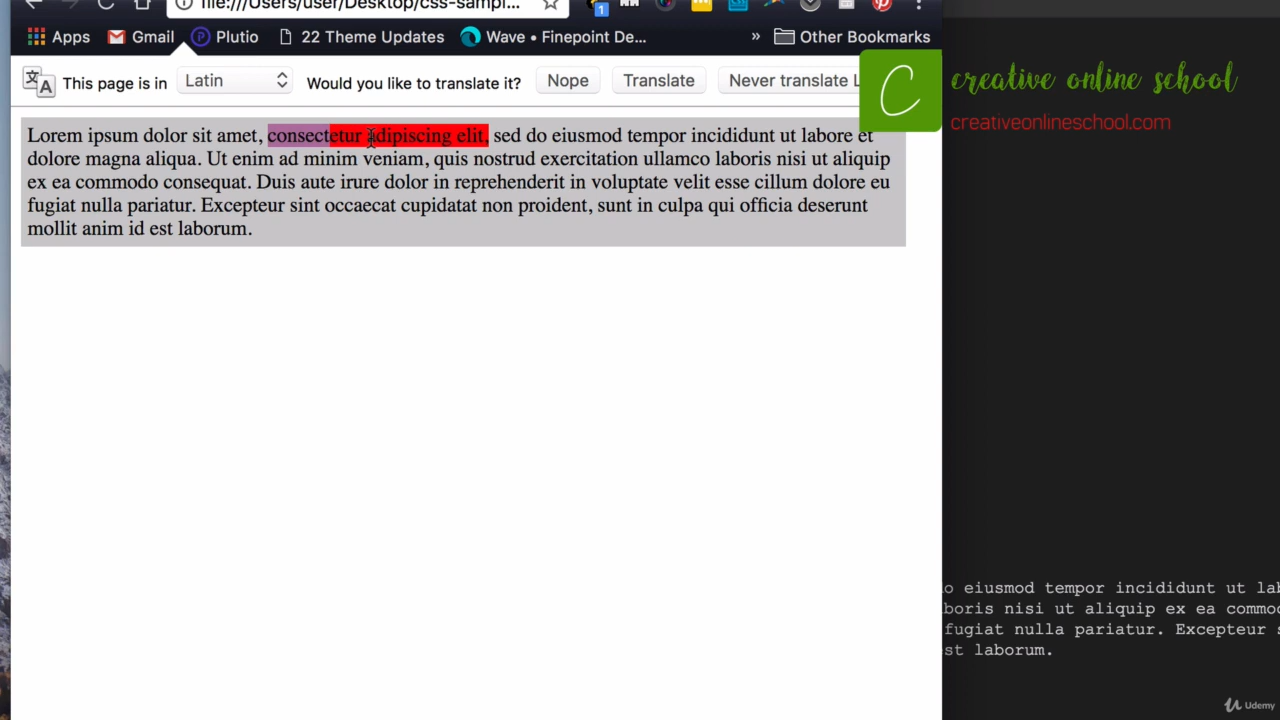 file:///Users/user/Desktop/css-sampl...
1
Apps
Gmail
Plutio
22 Theme Updates
Wave • Finepoint De...
»
Other Bookmarks
This page is in
Latin
Would you like to translate it?
Nope
Translate
Never translate L
C
creative online school
creativeonlineschool.com
Lorem ipsum dolor sit amet, consectetur adipiscing elit, sed do eiusmod tempor incididunt ut labore et
dolore magna aliqua. Ut enim ad minim veniam, quis nostrud exercitation ullamco laboris nisi ut aliquip
ex ea commodo consequat. Duis aute irure dolor in reprehenderit in voluptate velit esse cillum dolore eu
fugiat nulla pariatur. Excepteur sint occaecat cupidatat non proident, sunt in culpa qui officia deserunt
mollit anim id est laborum.
o eiusmod tempor incididunt ut lab
boris nisi ut aliquip ex ea commod
fugiat nulla pariatur. Excepteur s
st laborum.
Udemy